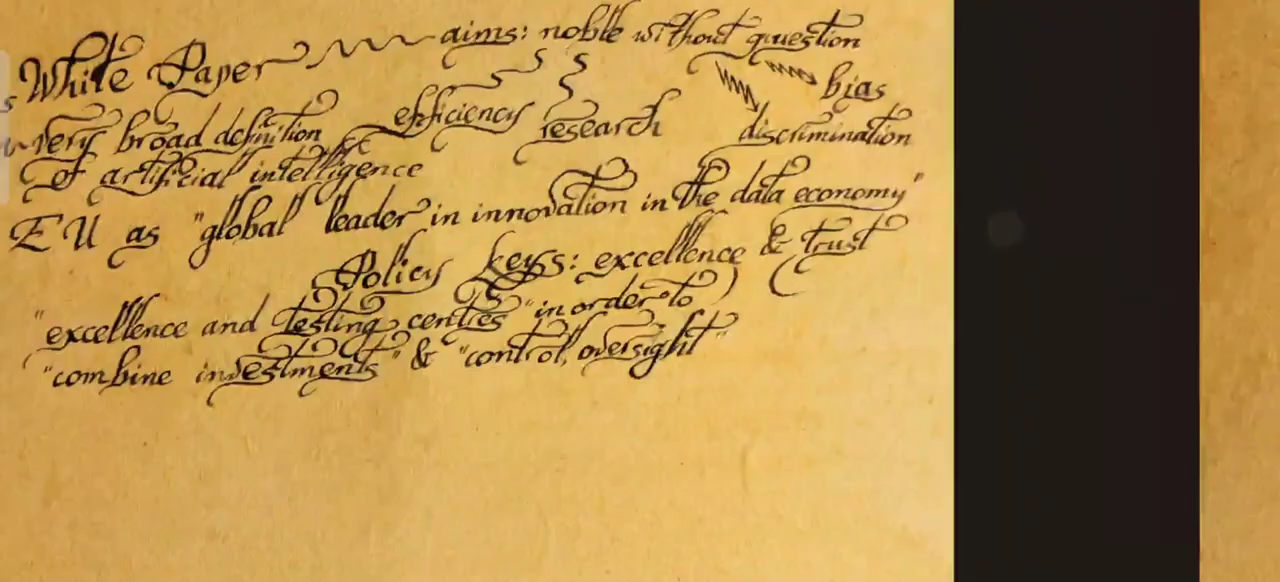 White Paper aims: noble without question
bias
efficiency research discrimination
very broad definition
of artificial intelligence
EU as "global leader in innovation in the data economy"
Policy keys: excellence & trust
"excellence and testing centres" in order to
"combine investments" & "control, oversight"